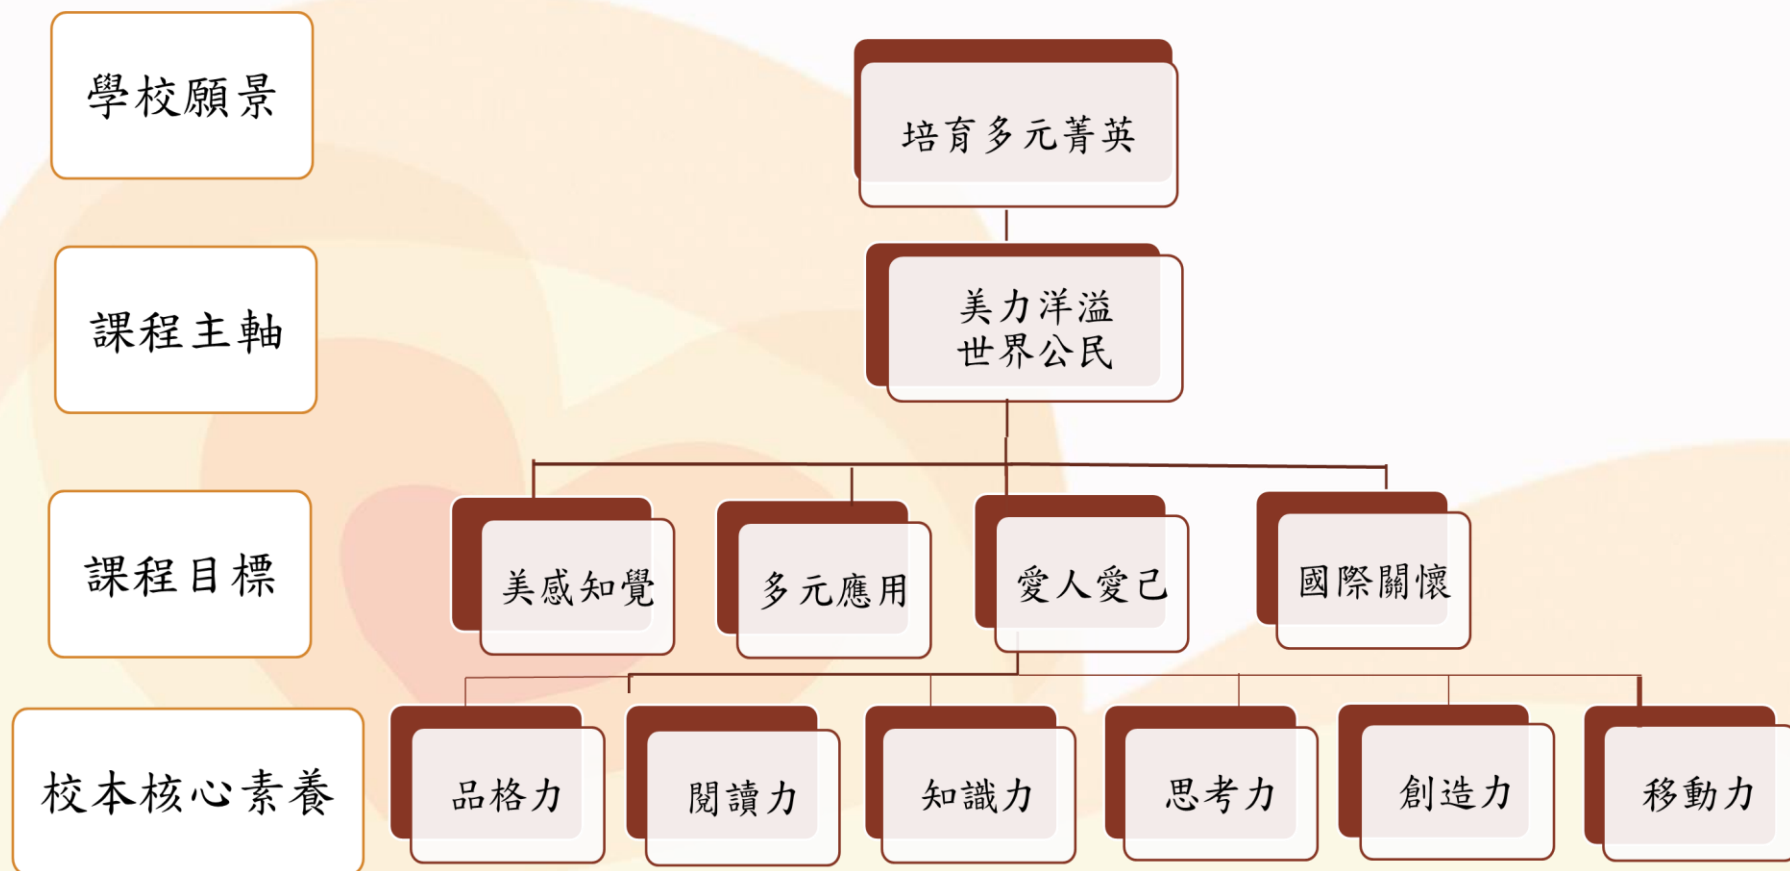 學校願景
培育多元菁英
課程主軸
美力洋溢
世界公民
課程目標
美感知覺
多元應用
愛人愛己
國際關懷
校本核心素養
品格力
閱讀力
知識力
思考力
創造力
移動力